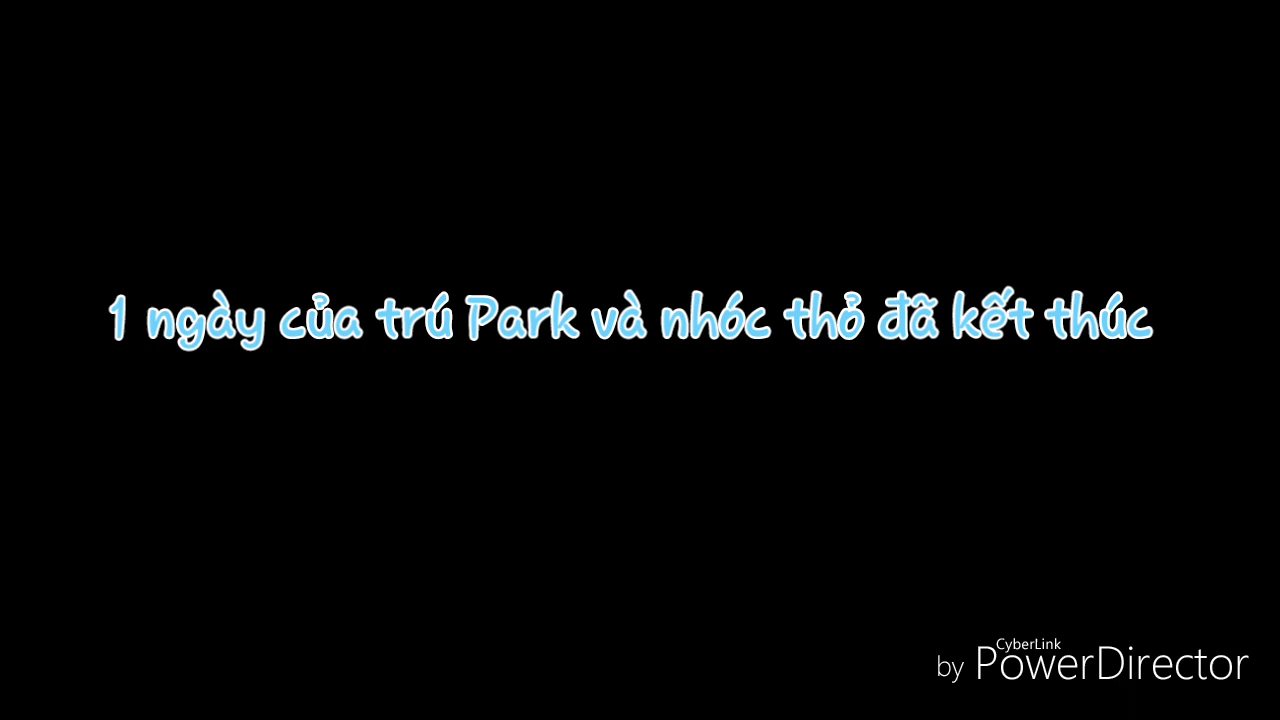 1 ngày của trú Park và nhóc thỏ đã kết thúc
CyberLink
by PowerDirector